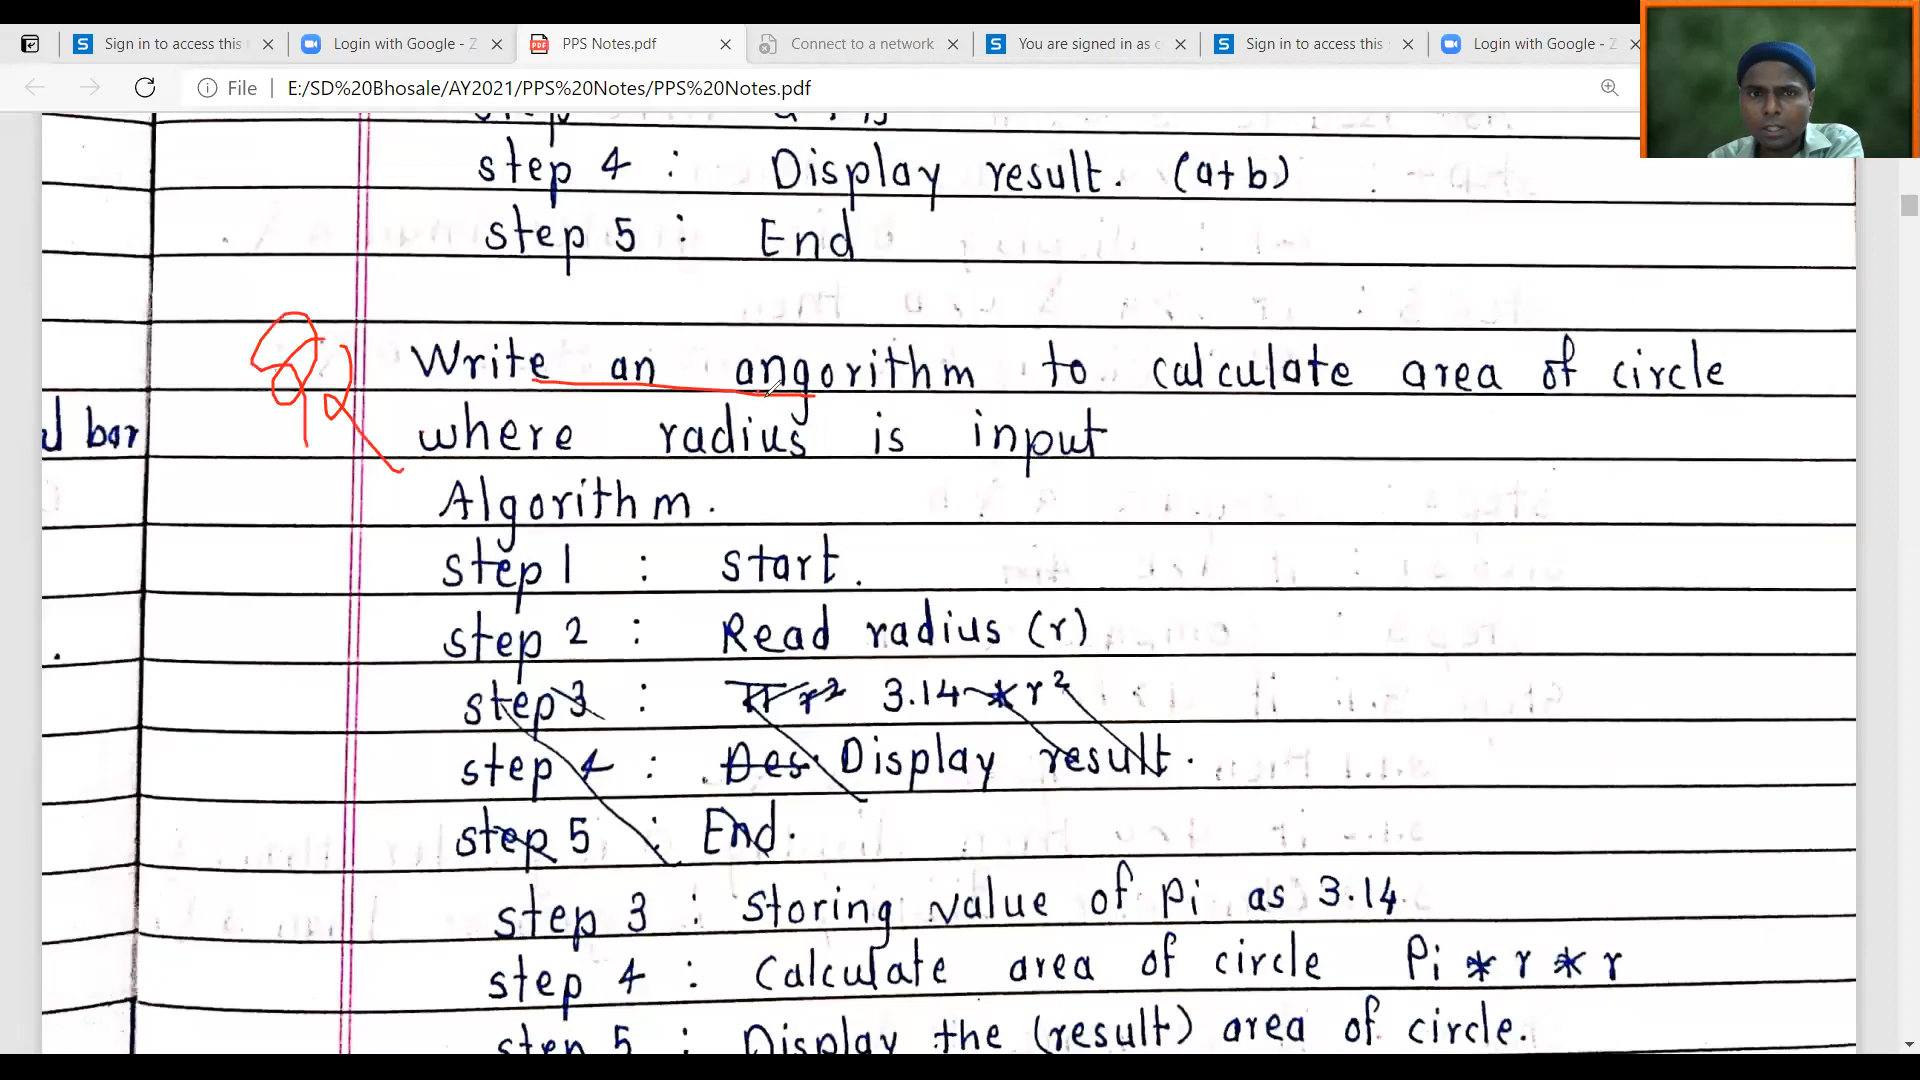 Sign in to access this
Login with Google - Z
PPS Notes.pdf
Connect to a network
You are signed in as c
Sign in to access this
Login with Google - Z
File
E:/SD%20Bhosale/AY2021/PPS%20Notes/PPS%20Notes.pdf
step 4 : Display result. (a+b)
step 5 : End
Write an angorithm to calculate area of circle
bar
where radius is input
Algorithm.
step 1 : start.
step 2 : Read radius (r)
step 3 : π r² 3.14 * r²
step 4 : Des Display result.
step 5 : End.
step 3 : storing value of Pi as 3.14.
step 4 : Calculate area of circle Pi * r * r
step 5 : Display the (result) area of circle.